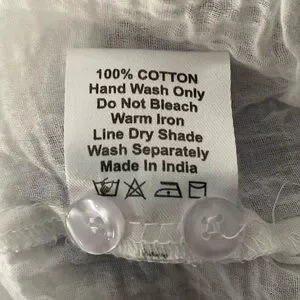 100% COTTON
Hand Wash Only
Do Not Bleach
Warm Iron
Line Dry Shade
Wash Separately
Made In India